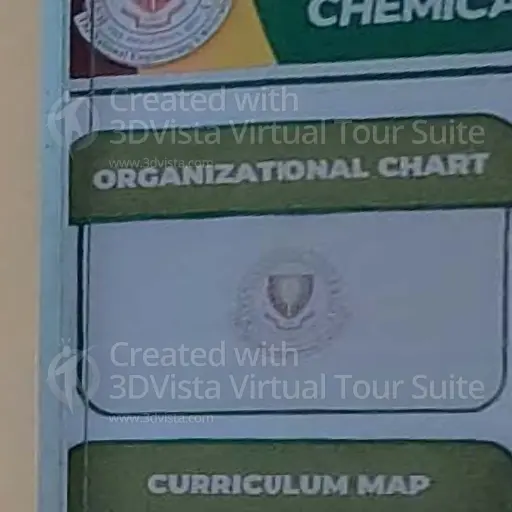 CHEMICA
Created with
3DVista Virtual Tour Suite
www.3dvista.com
ORGANIZATIONAL CHART
Created with
3DVista Virtual Tour Suite
www.3dvista.com
CURRICULUM MAP